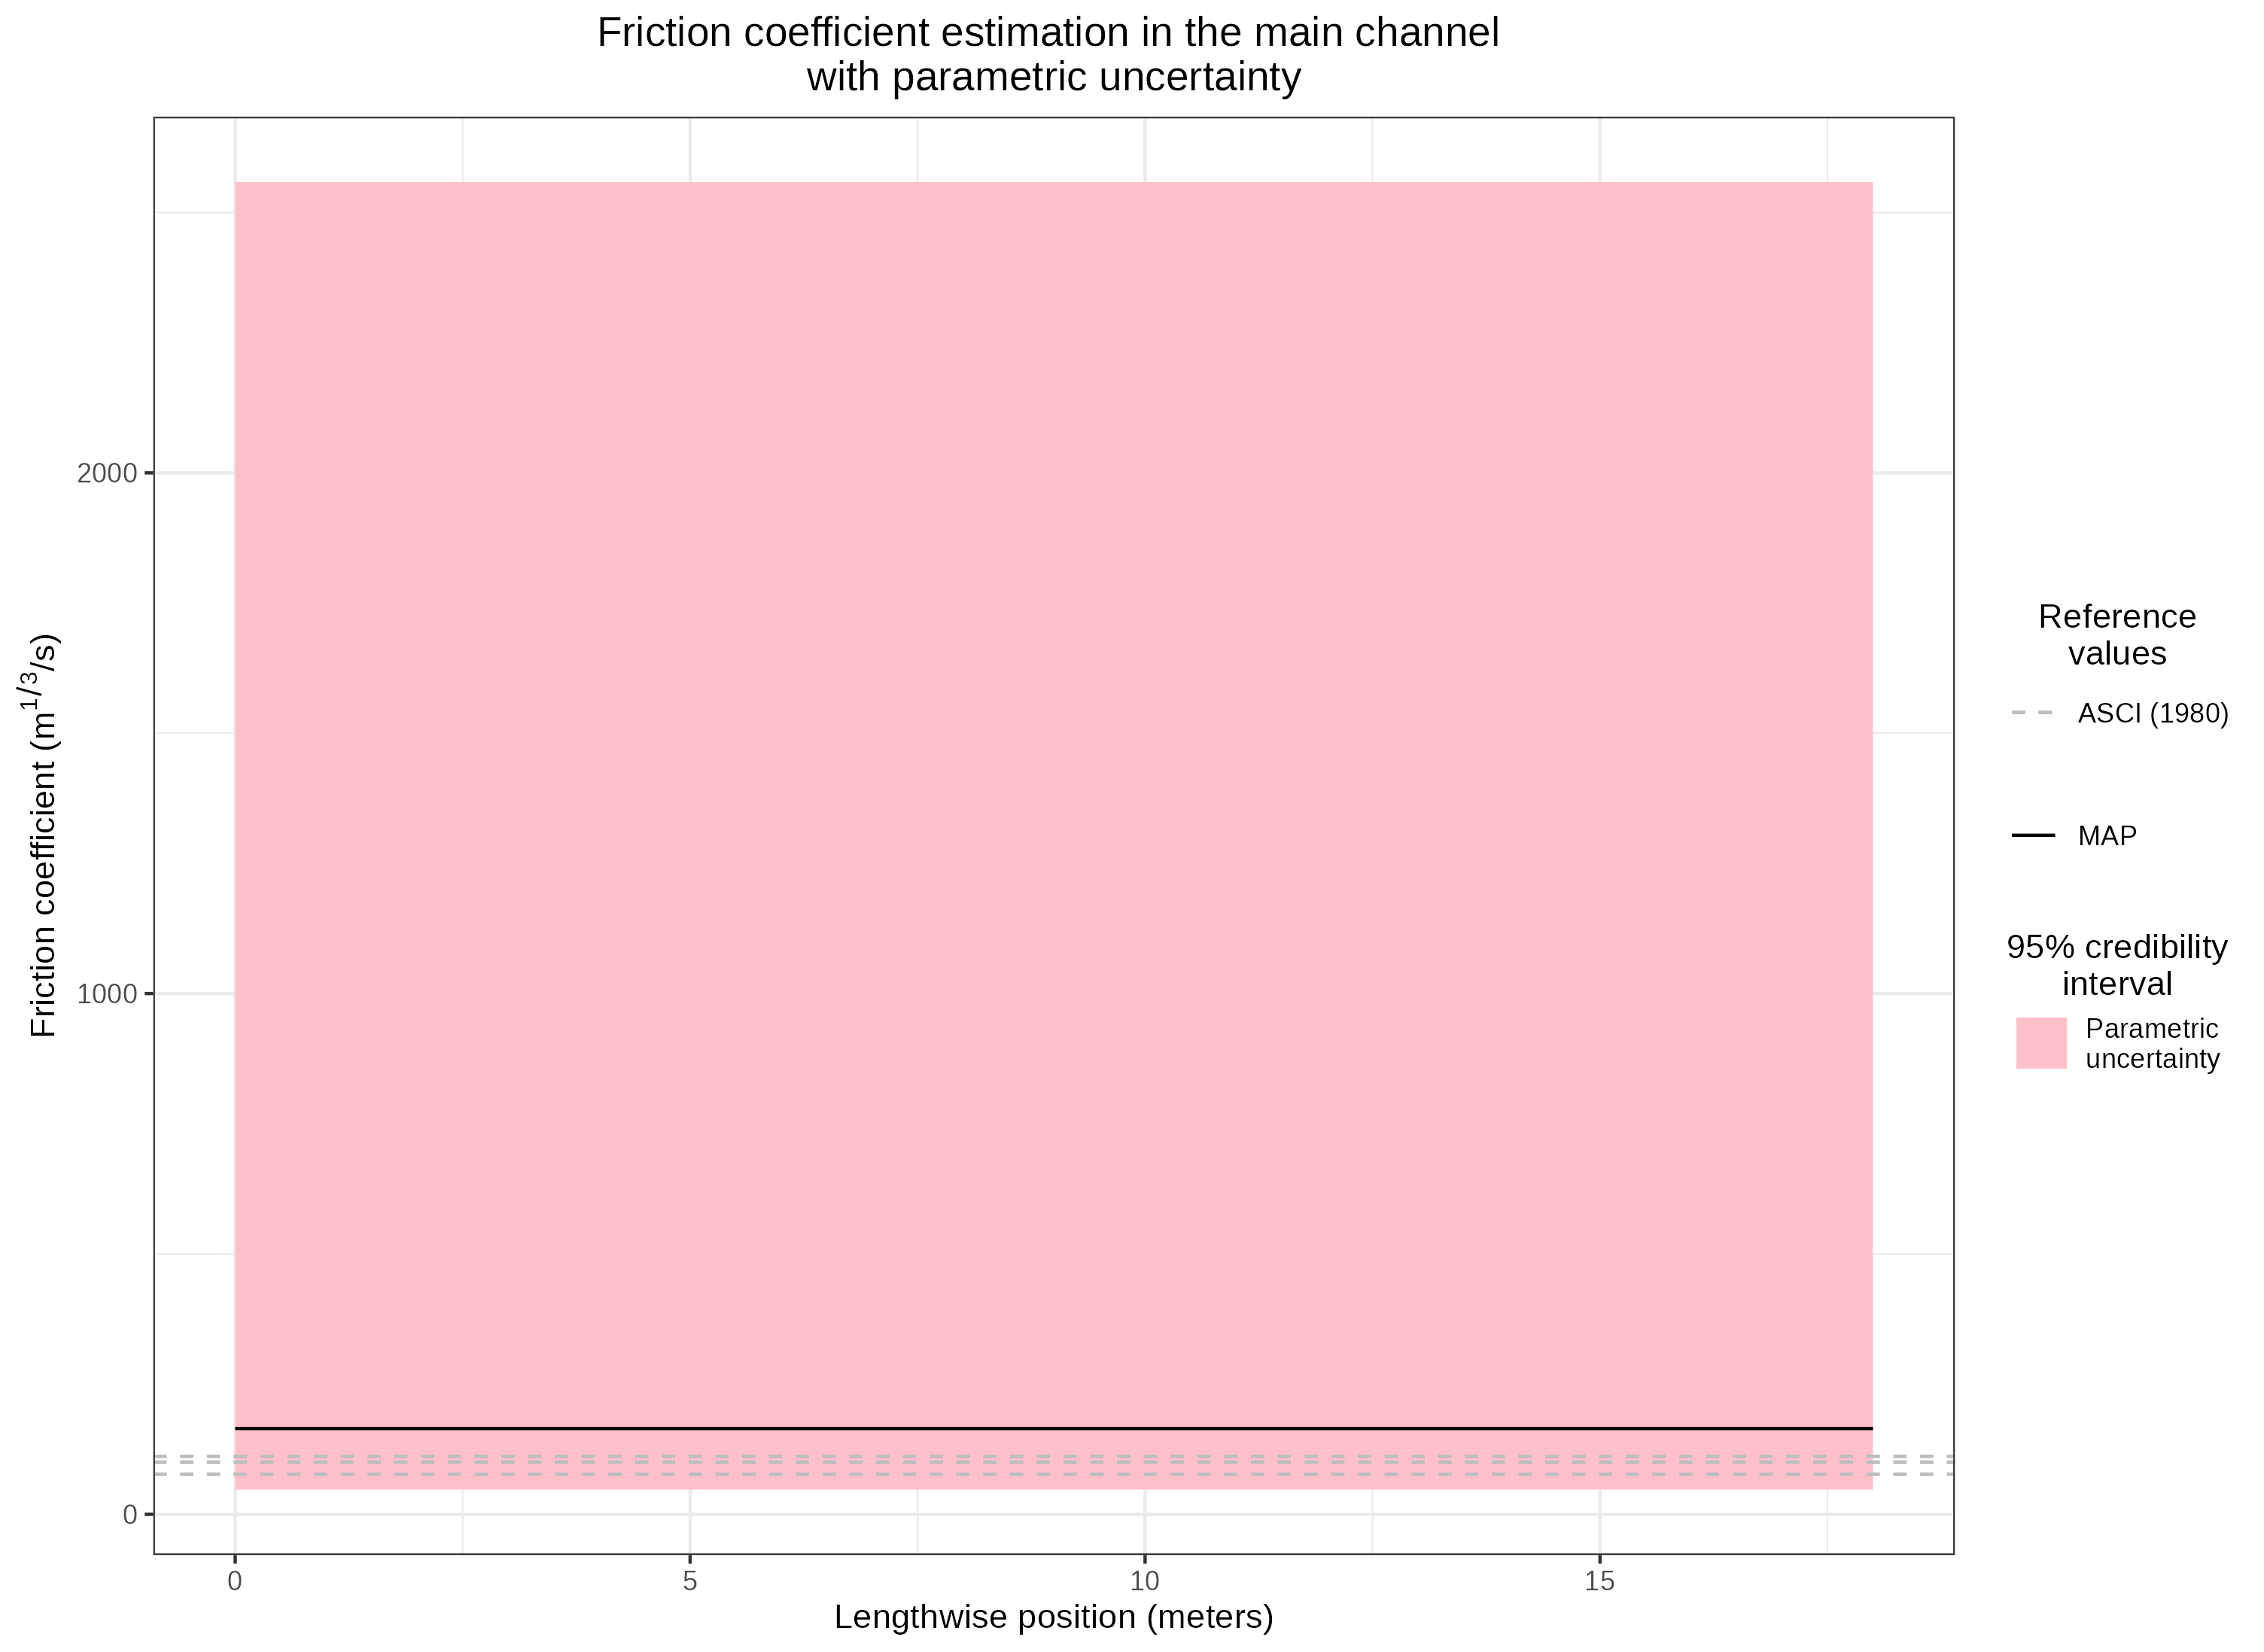 Friction coefficient estimation in the main channel
with parametric uncertainty
Friction coefficient (m^1/3/s)
2000
1000
0
0 5 10 15
Lengthwise position (meters)
Reference
values
ASCI (1980)
MAP
95% credibility
interval
Parametric
uncertainty